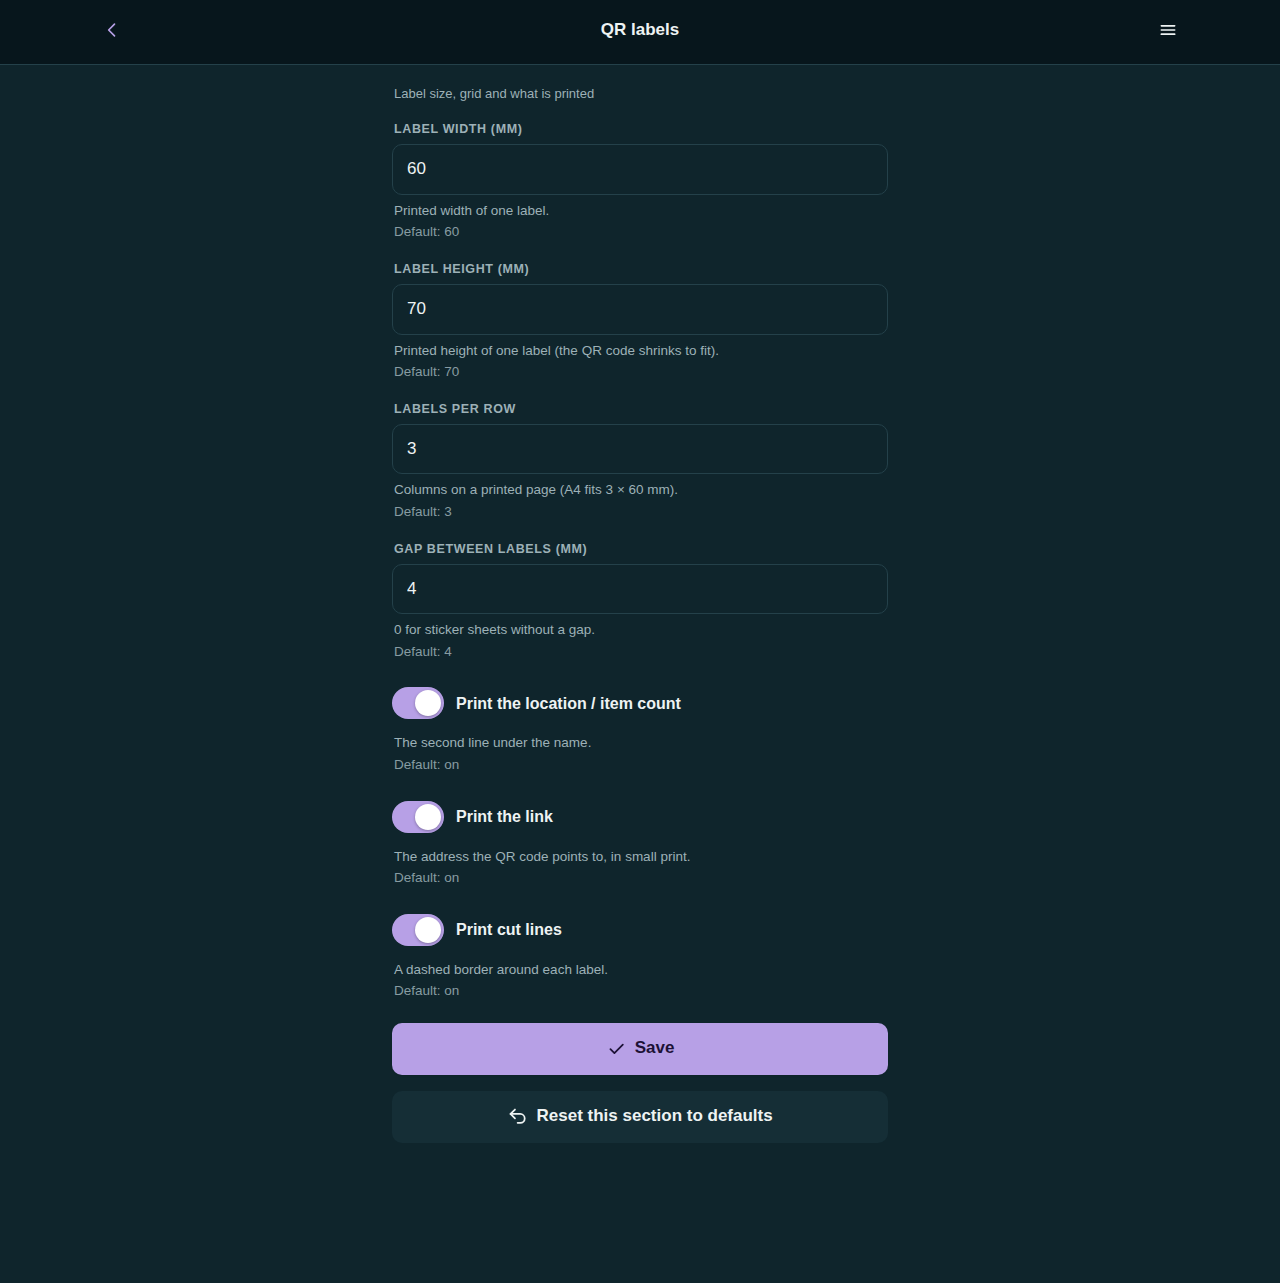 QR labels
Label size, grid and what is printed
LABEL WIDTH (MM)
60
Printed width of one label.
Default: 60
LABEL HEIGHT (MM)
70
Printed height of one label (the QR code shrinks to fit).
Default: 70
LABELS PER ROW
3
Columns on a printed page (A4 fits 3 × 60 mm).
Default: 3
GAP BETWEEN LABELS (MM)
4
0 for sticker sheets without a gap.
Default: 4
Print the location / item count
The second line under the name.
Default: on
Print the link
The address the QR code points to, in small print.
Default: on
Print cut lines
A dashed border around each label.
Default: on
Save
Reset this section to defaults